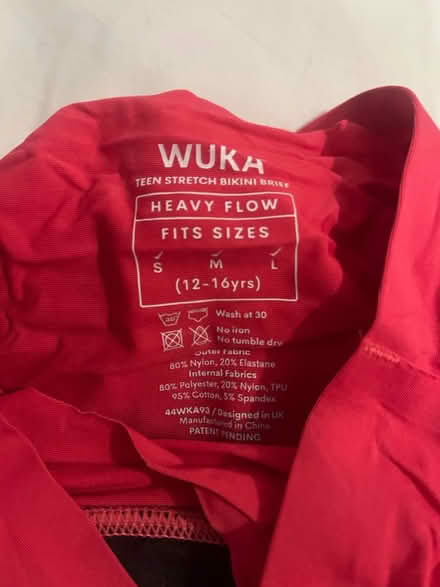 WUKA
TEEN STRETCH BIKINI BRIEF
HEAVY FLOW
FITS SIZES
S M L
(12-16yrs)
30° Wash at 30
No iron
No tumble dry
Outer Fabric
80% Nylon, 20% Elastane
Internal Fabrics
80% Polyester, 20% Nylon, TPU
95% Cotton, 5% Spandex
44WKA93 / Designed in UK
Manufactured in China
PATENT PENDING